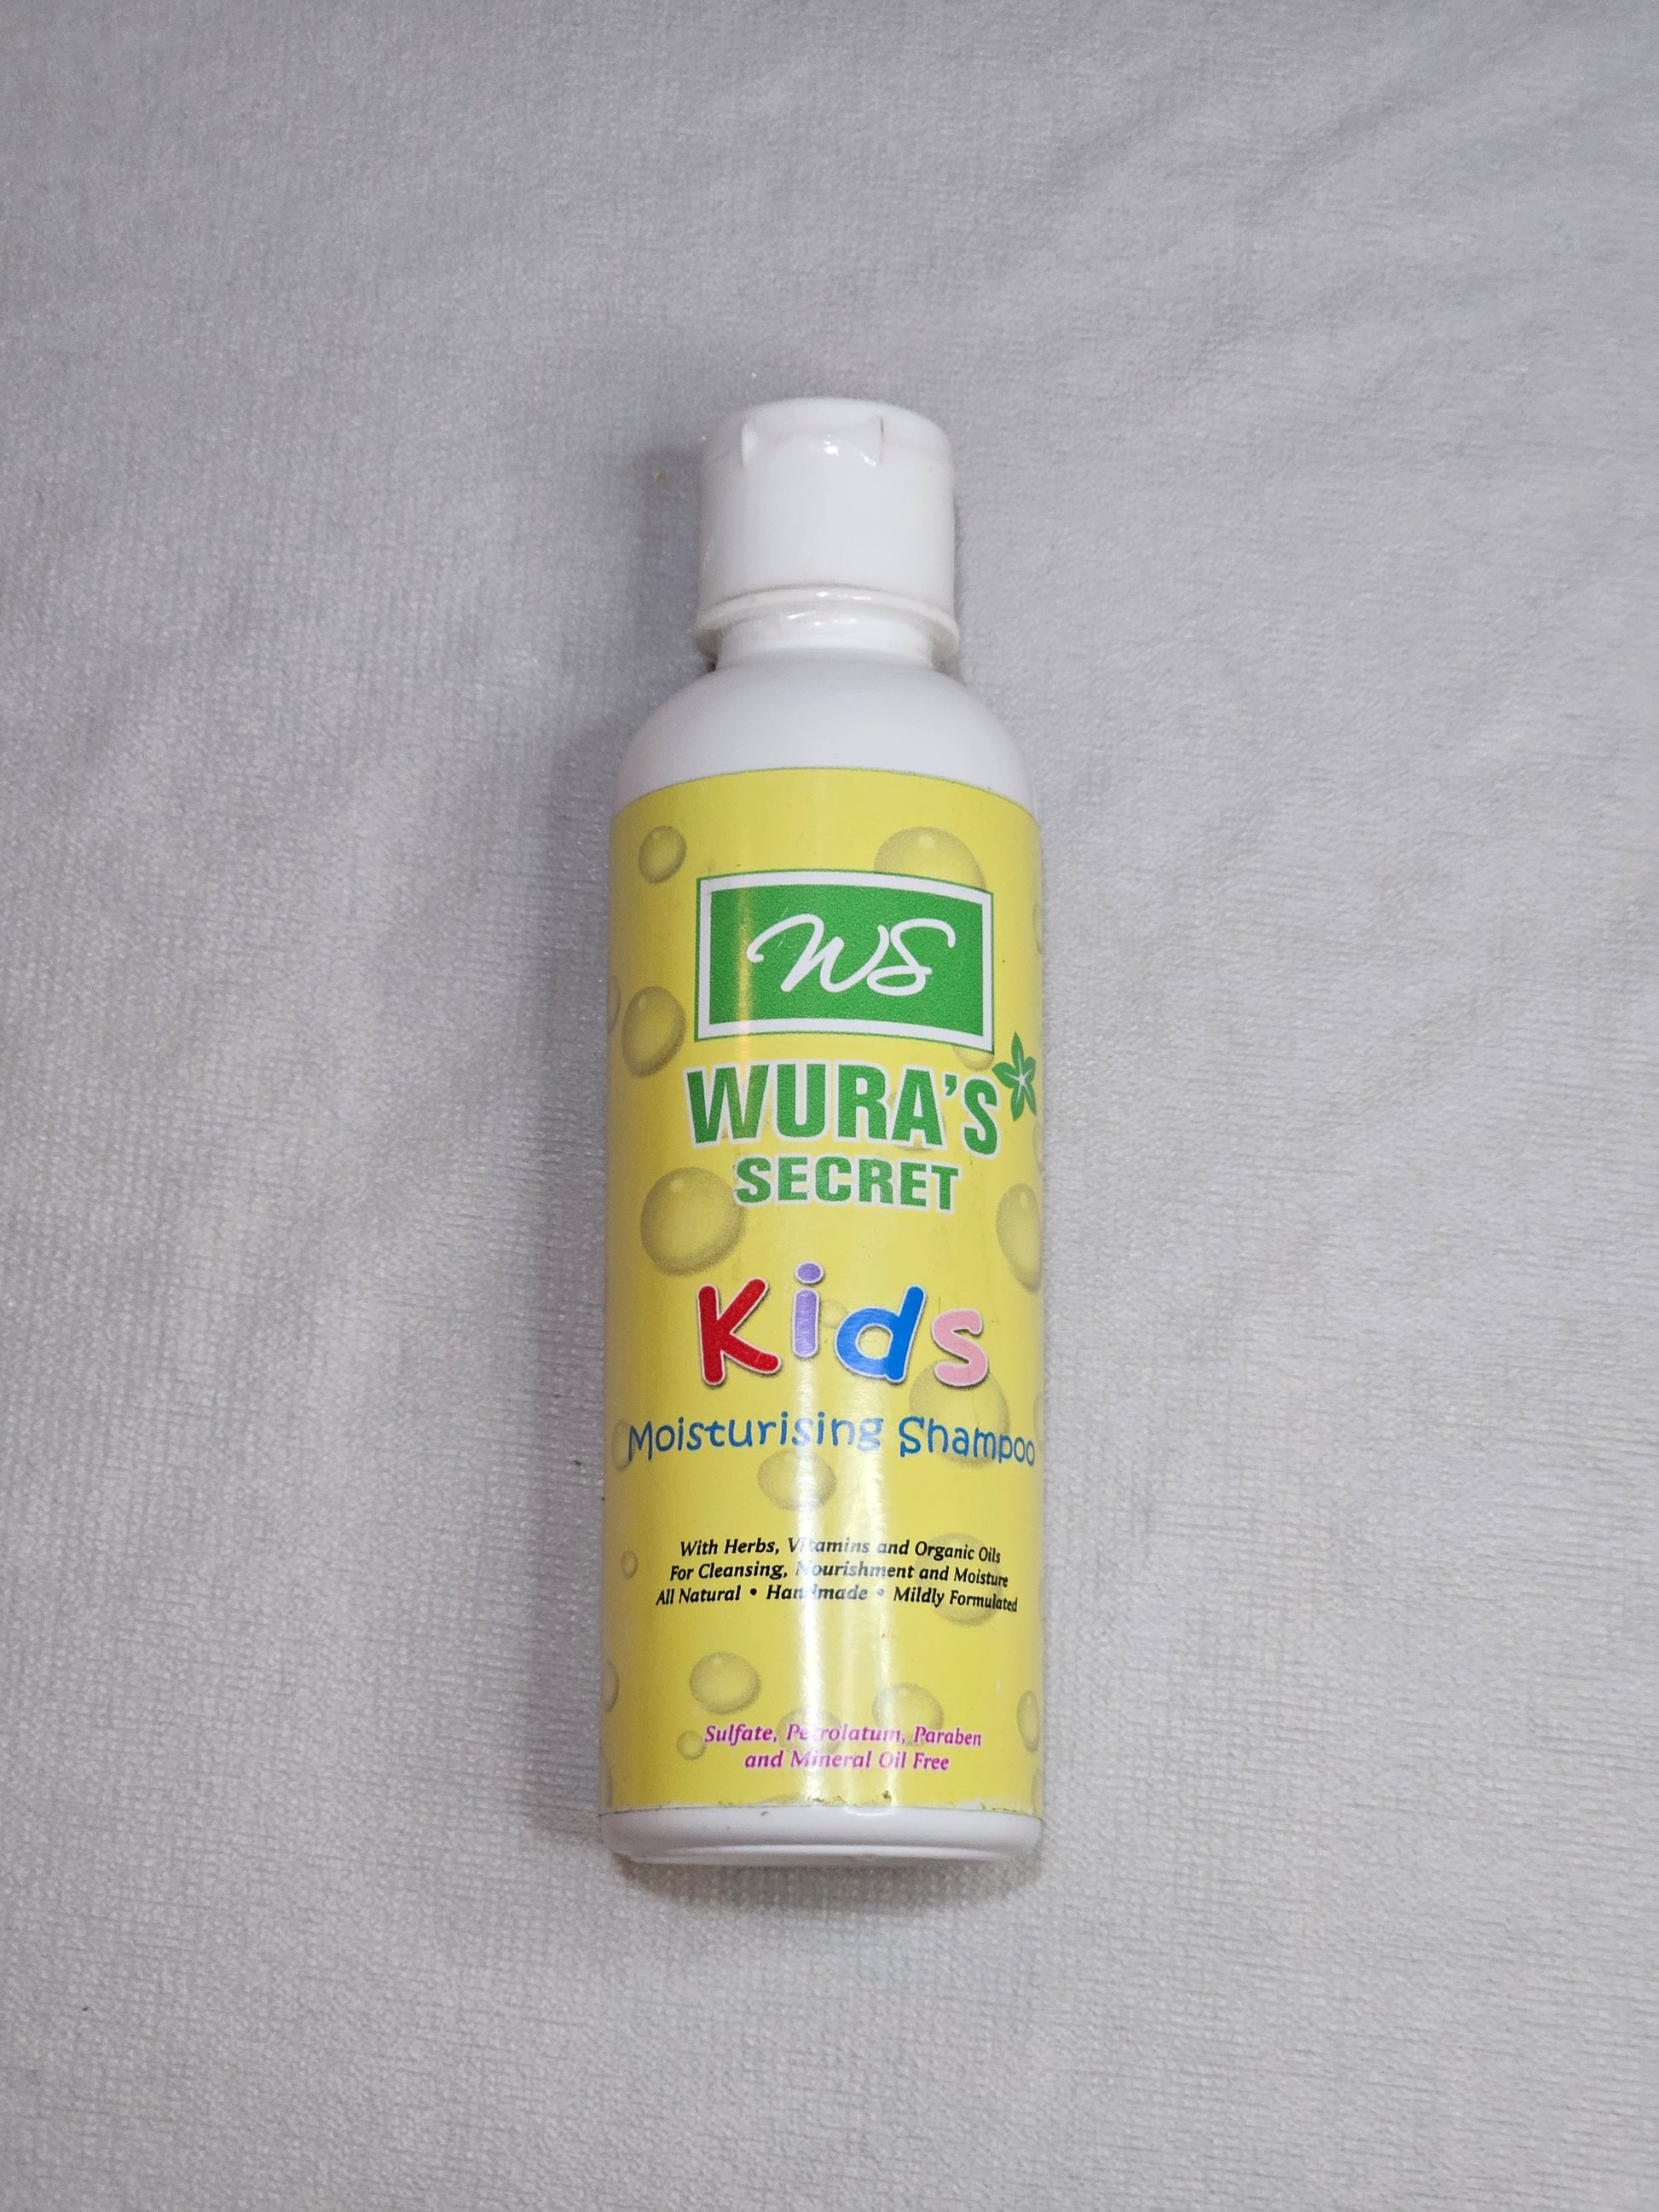 WS
WURA'S
SECRET
Kids
Moisturising Shampoo
With Herbs, Vitamins and Organic Oils
For Cleansing, Nourishment and Moisture
All Natural • Handmade • Mildly Formulated
Sulfate, Petrolatum, Paraben
and Mineral Oil Free